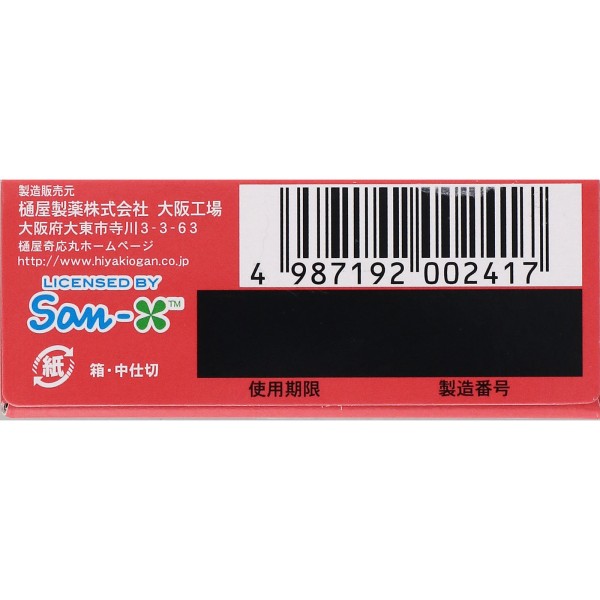 製造販売元
樋屋製薬株式会社 大阪工場
大阪府大東市寺川3-3-63
樋屋奇応丸ホームページ
http://www.hiyakiogan.co.jp
LICENSED BY
San-X™
紙
箱・中仕切
4 987192 002417
使用期限
製造番号